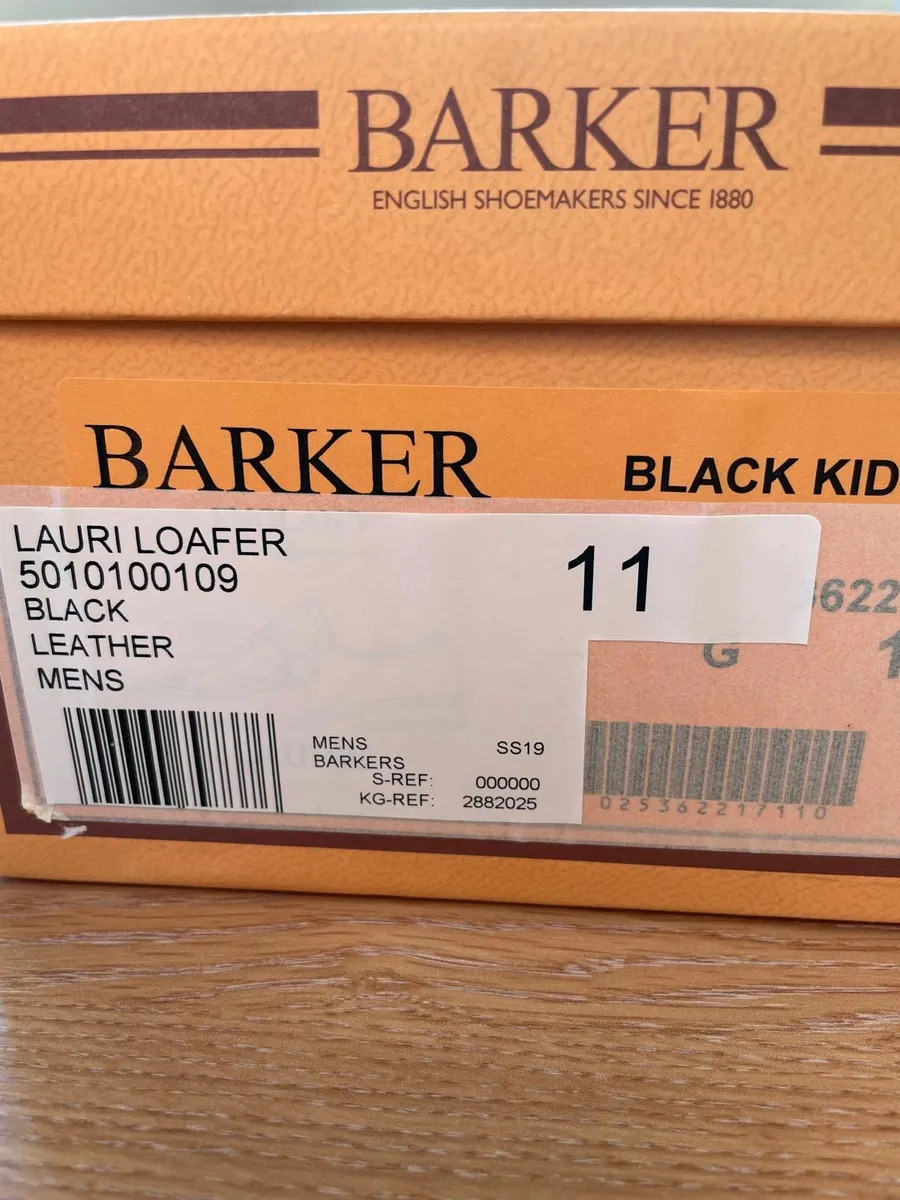 BARKER
ENGLISH SHOEMAKERS SINCE 1880
BARKER
BLACK KID
LAURI LOAFER
5010100109
BLACK
LEATHER
MENS
11
G
MENS SS19
BARKERS
S-REF: 000000
KG-REF: 2882025
025362217110